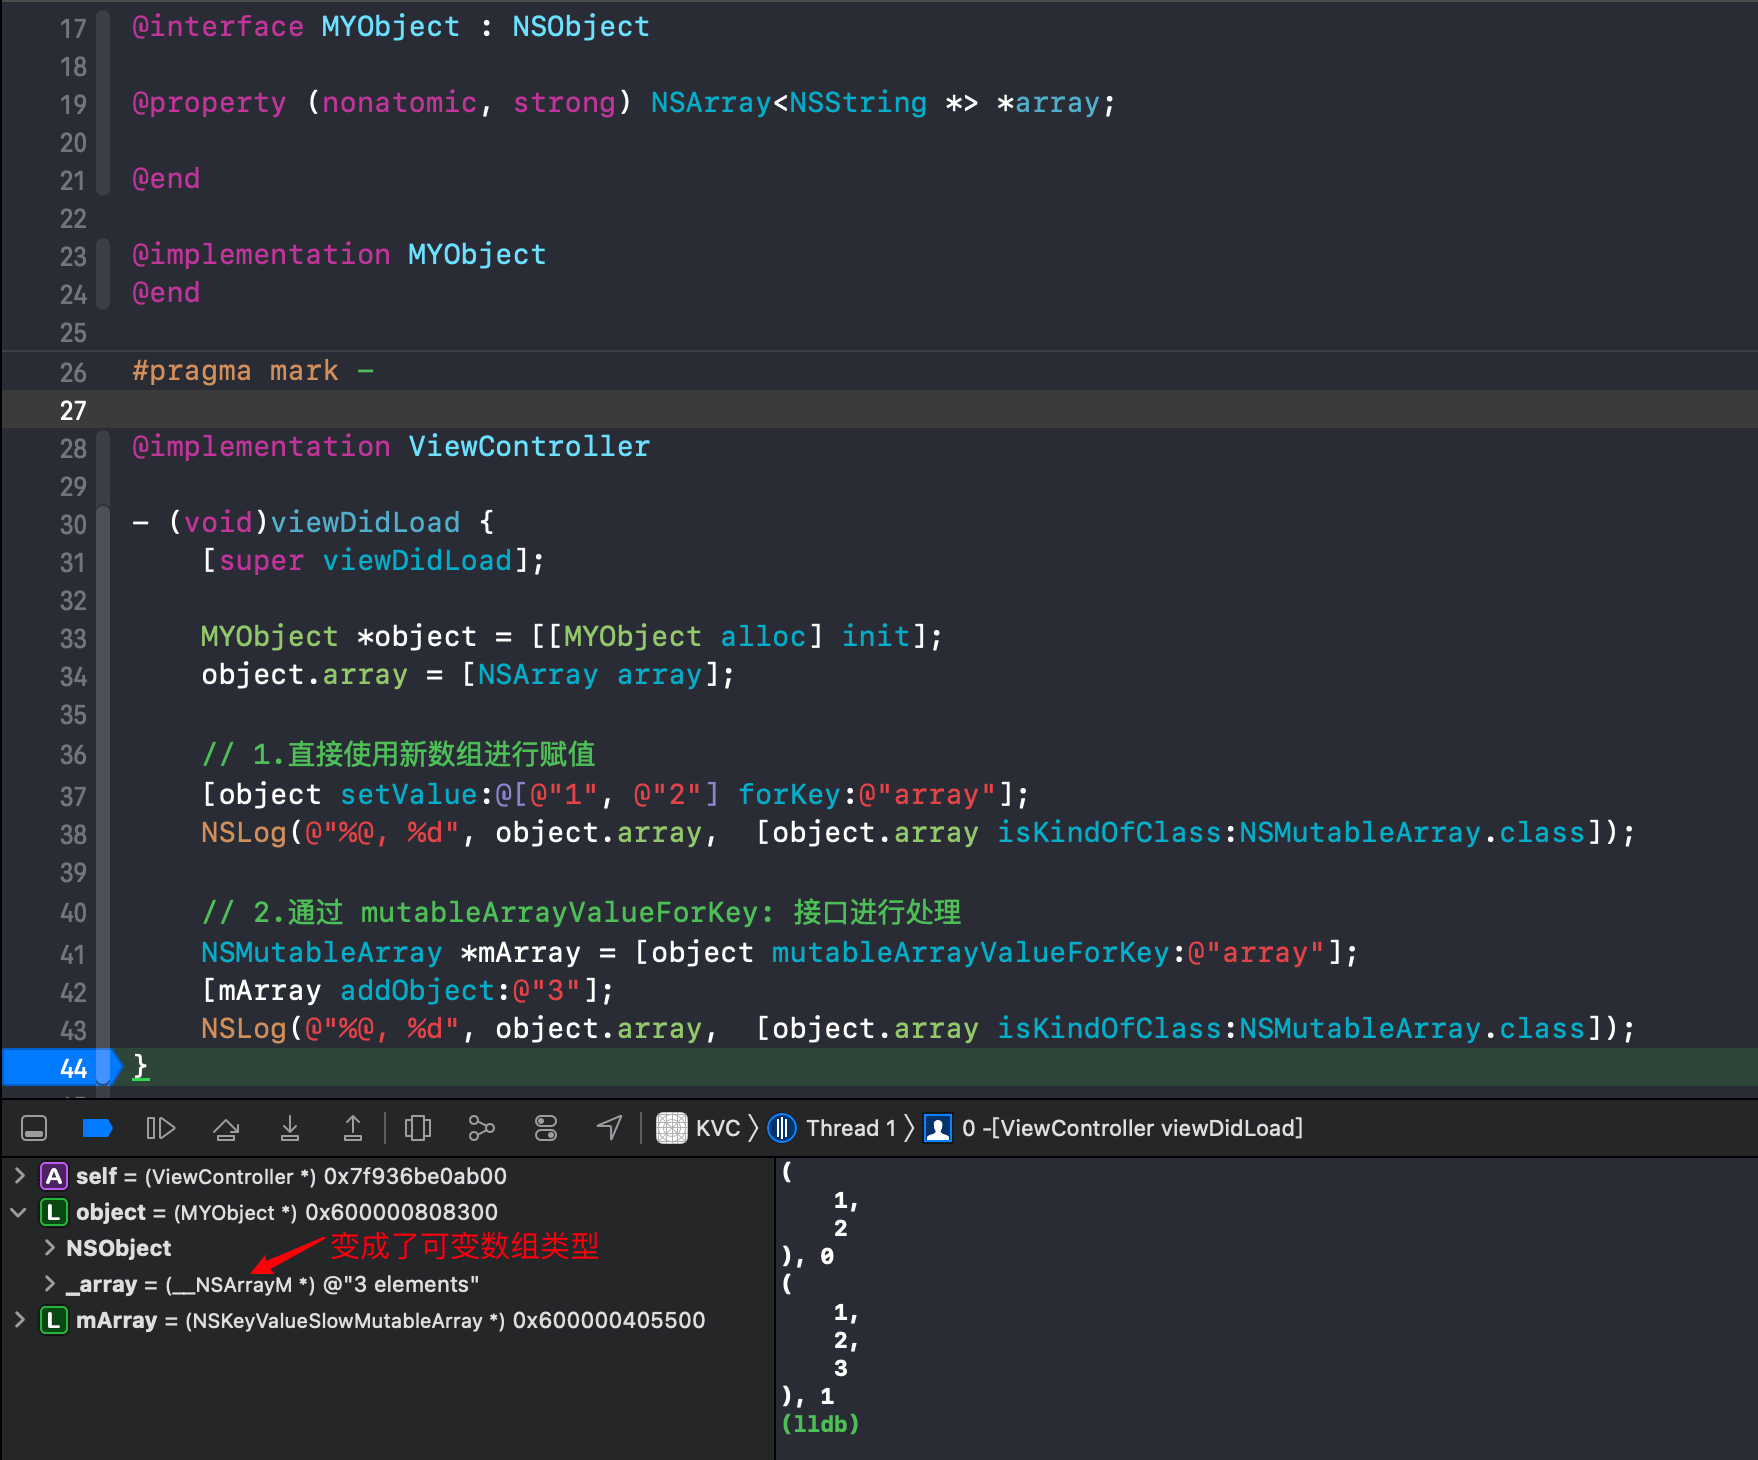 17 @interface MYObject : NSObject
18
19 @property (nonatomic, strong) NSArray<NSString *> *array;
20
21 @end
22
23 @implementation MYObject
24 @end
25
26 #pragma mark -
27
28 @implementation ViewController
29
30 - (void)viewDidLoad {
31 [super viewDidLoad];
32
33 MYObject *object = [[MYObject alloc] init];
34 object.array = [NSArray array];
35
36 // 1.直接使用新数组进行赋值
37 [object setValue:@[@"1", @"2"] forKey:@"array"];
38 NSLog(@"%@, %d", object.array, [object.array isKindOfClass:NSMutableArray.class]);
39
40 // 2.通过 mutableArrayValueForKey: 接口进行处理
41 NSMutableArray *mArray = [object mutableArrayValueForKey:@"array"];
42 [mArray addObject:@"3"];
43 NSLog(@"%@, %d", object.array, [object.array isKindOfClass:NSMutableArray.class]);
44 }
KVC Thread 1 0 -[ViewController viewDidLoad]
A self = (ViewController *) 0x7f936be0ab00
L object = (MYObject *) 0x600000808300
NSObject
变成了可变数组类型
_array = (__NSArrayM *) @"3 elements"
L mArray = (NSKeyValueSlowMutableArray *) 0x600000405500
(
1,
2
), 0
(
1,
2,
3
), 1
(lldb)